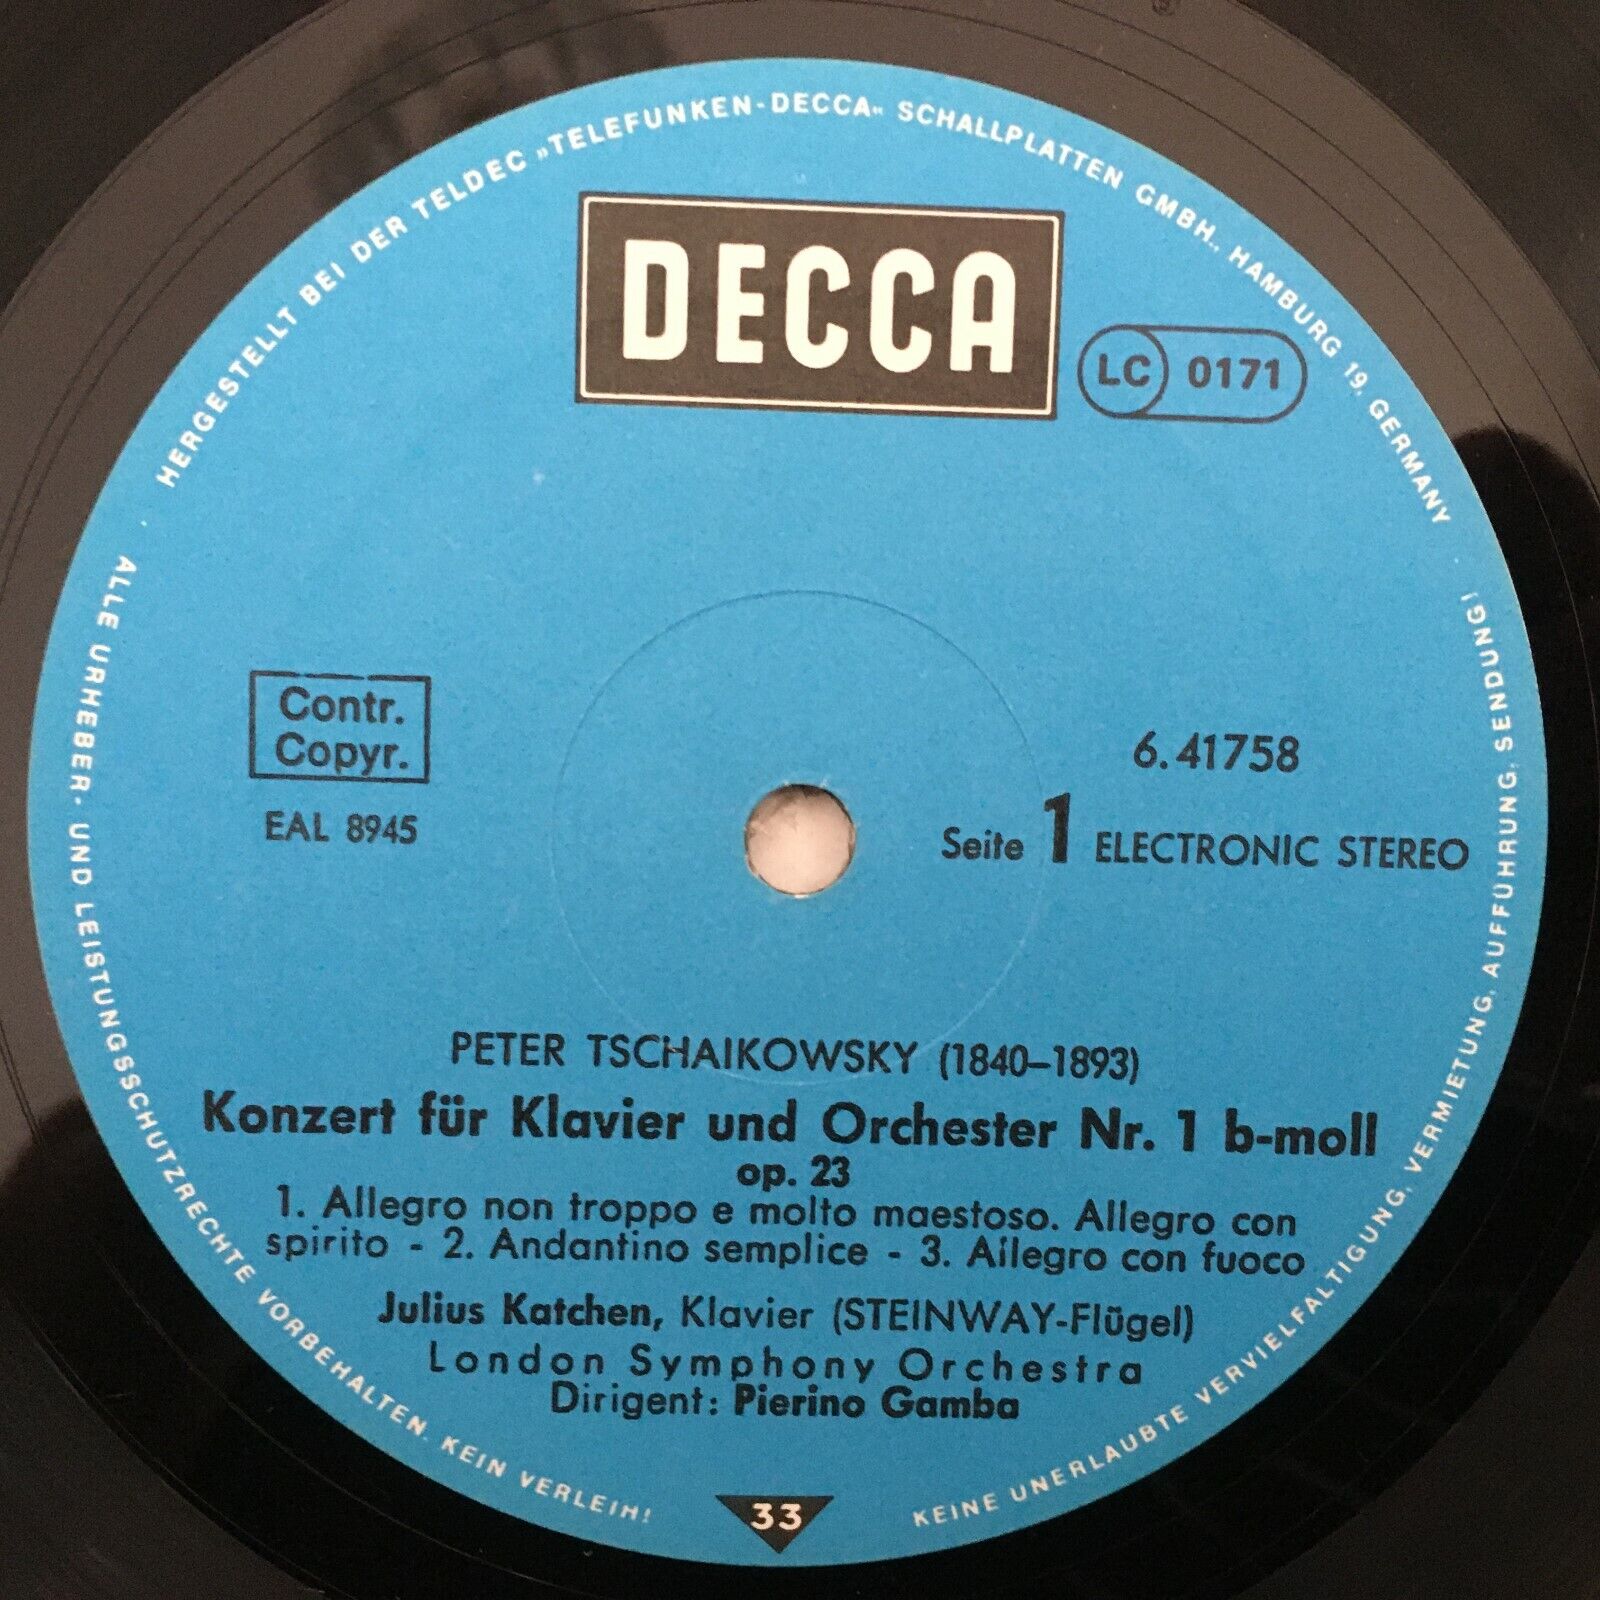 HERGESTELLT BEI DER TELDEC »TELEFUNKEN-DECCA« SCHALLPLATTEN GMBH., HAMBURG 19, GERMANY
DECCA
LC 0171
Contr.
Copyr.
EAL 8945
6.41758
Seite 1 ELECTRONIC STEREO
PETER TSCHAIKOWSKY (1840–1893)
Konzert für Klavier und Orchester Nr. 1 b-moll
op. 23
1. Allegro non troppo e molto maestoso. Allegro con
spirito - 2. Andantino semplice - 3. Allegro con fuoco
Julius Katchen, Klavier (STEINWAY-Flügel)
London Symphony Orchestra
Dirigent: Pierino Gamba
33
ALLE URHEBER- UND LEISTUNGSSCHUTZRECHTE VORBEHALTEN. KEIN VERLEIH!
KEINE UNERLAUBTE VERVIELFALTIGUNG, VERMIETUNG, AUFFÜHRUNG, SENDUNG!